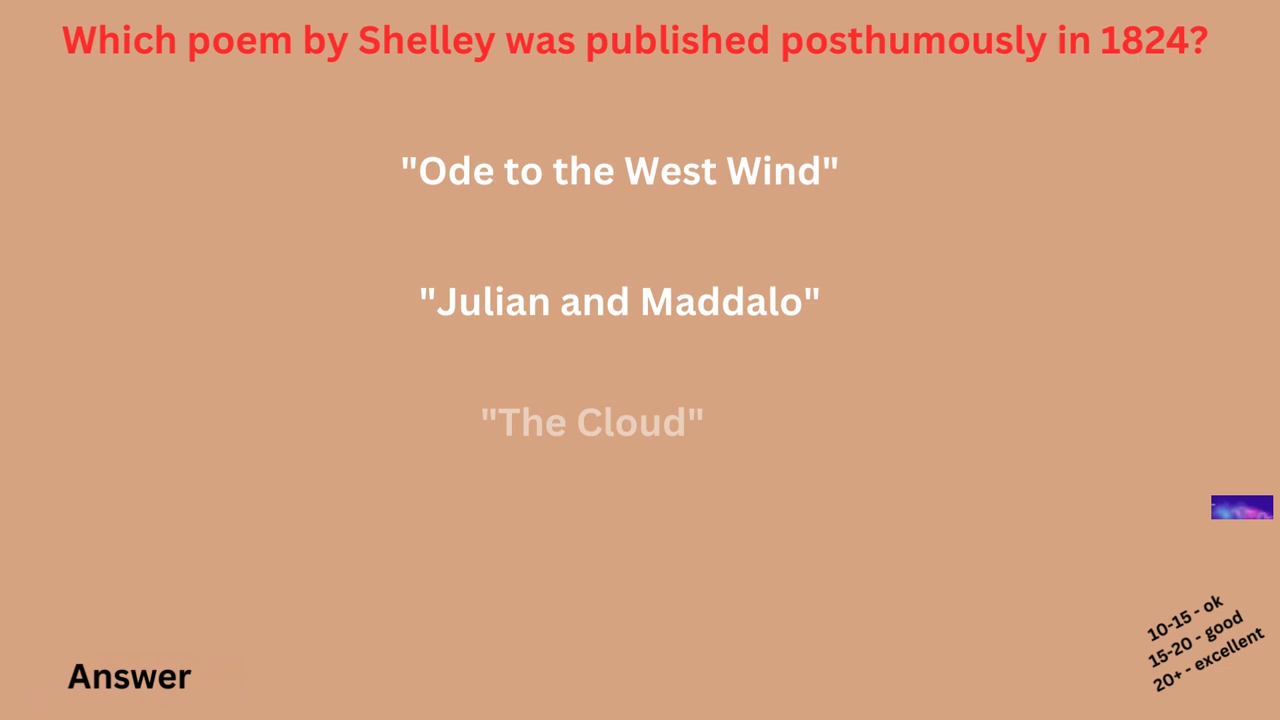 Which poem by Shelley was published posthumously in 1824?
"Ode to the West Wind"
"Julian and Maddalo"
"The Cloud"
10-15 - ok
15-20 - good
20+ - excellent
Answer